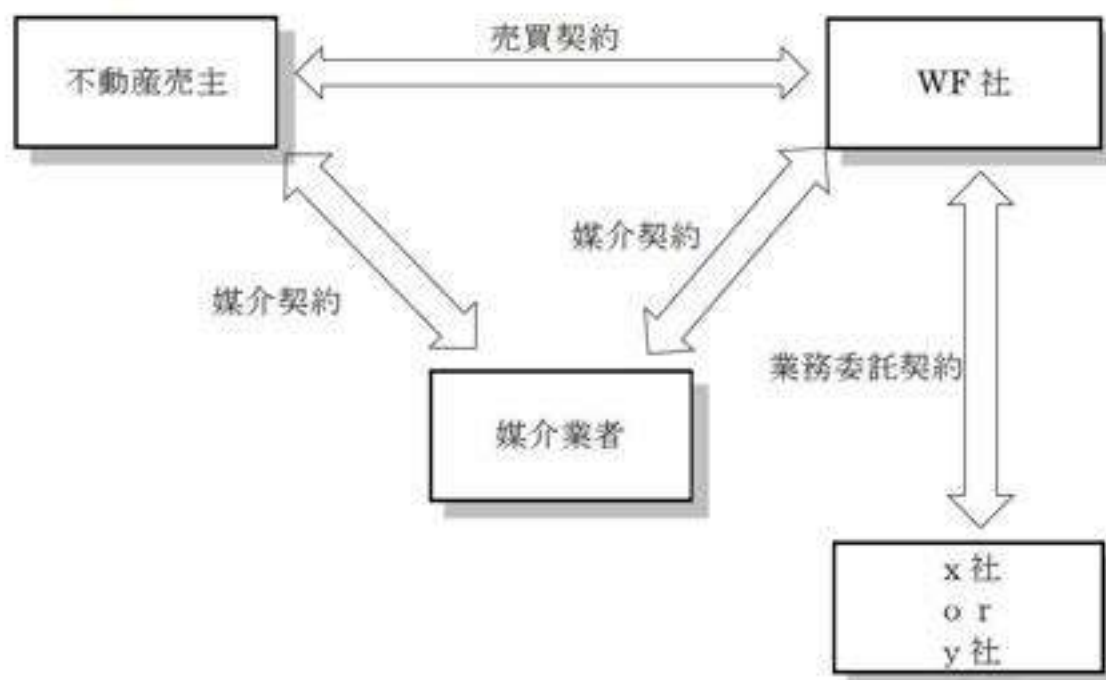 売買契約
不動産売主
WF 社
媒介契約
媒介契約
業務委託契約
媒介業者
x 社
o r
y 社